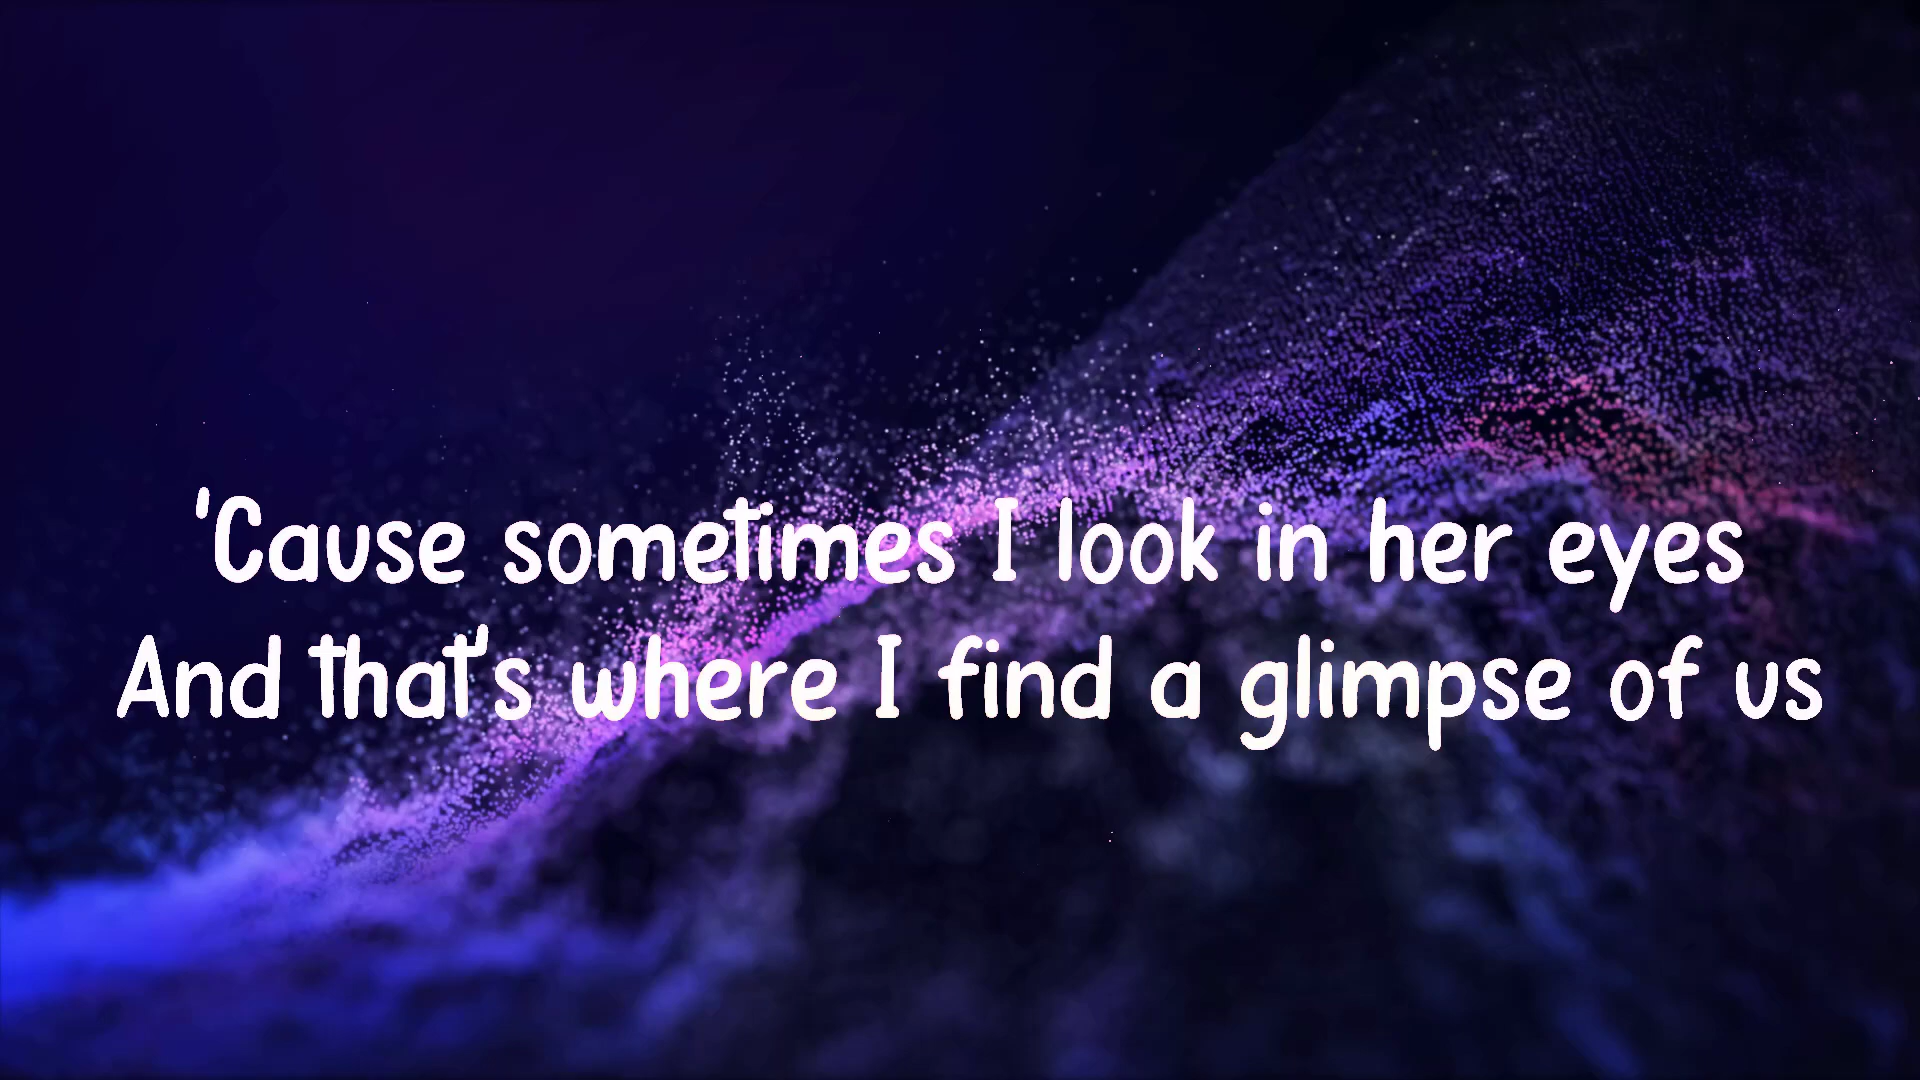 'Cause sometimes I look in her eyes
And that's where I find a glimpse of us